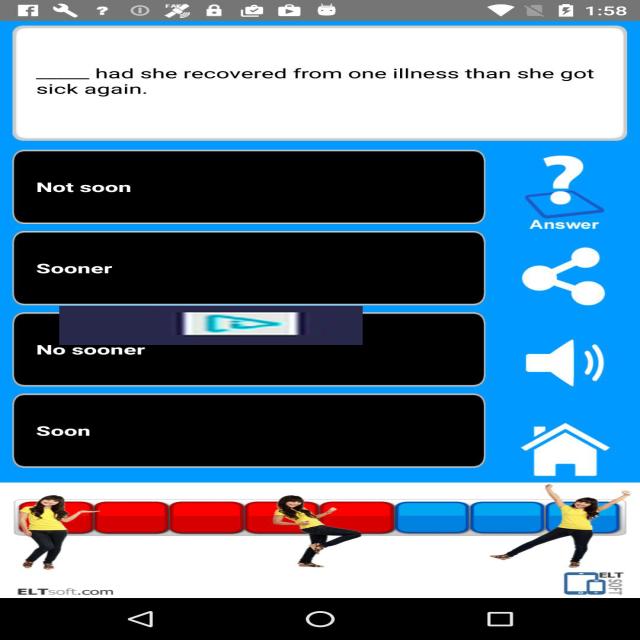 1:58
_____ had she recovered from one illness than she got
sick again.
Not soon
Answer
Sooner
No sooner
Soon
ELTsoft.com
ELT
SOFT